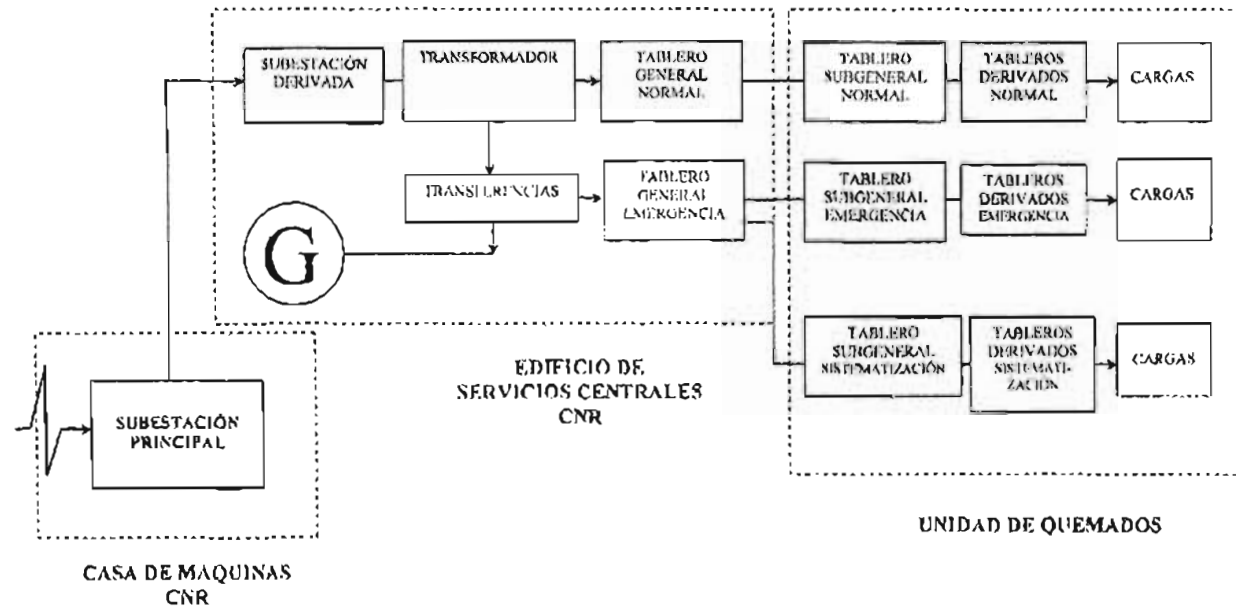 SUBESTACIÓN
DERIVADA
TRANSFORMADOR
TABLERO
GENERAL
NORMAL
TABLERO
SUBGENERAL
NORMAL
TABLEROS
DERIVADOS
NORMAL
CARGAS
TRANSFERENCIAS
TABLERO
GENERAL
EMERGENCIA
TABLERO
SUBGENERAL
EMERGENCIA
TABLEROS
DERIVADOS
EMERGENCIA
CARGAS
G
TABLERO
SUBGENERAL
SISTEMATIZACIÓN
TABLEROS
DERIVADOS
SISTEMATI-
ZACIÓN
CARGAS
EDIFICIO DE
SERVICIOS CENTRALES
CNR
SUBESTACIÓN
PRINCIPAL
UNIDAD DE QUEMADOS
CASA DE MAQUINAS
CNR